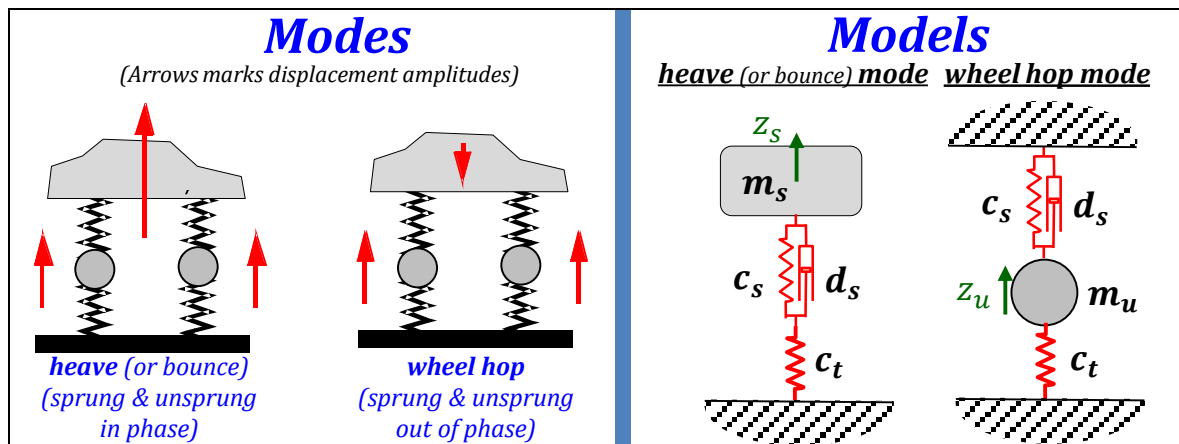 Modes
(Arrows marks displacement amplitudes)
heave (or bounce)
(sprung & unsprung
in phase)
wheel hop
(sprung & unsprung
out of phase)
Models
heave (or bounce) mode
z_s
m_s
c_s
d_s
c_t
wheel hop mode
c_s
d_s
z_u
m_u
c_t